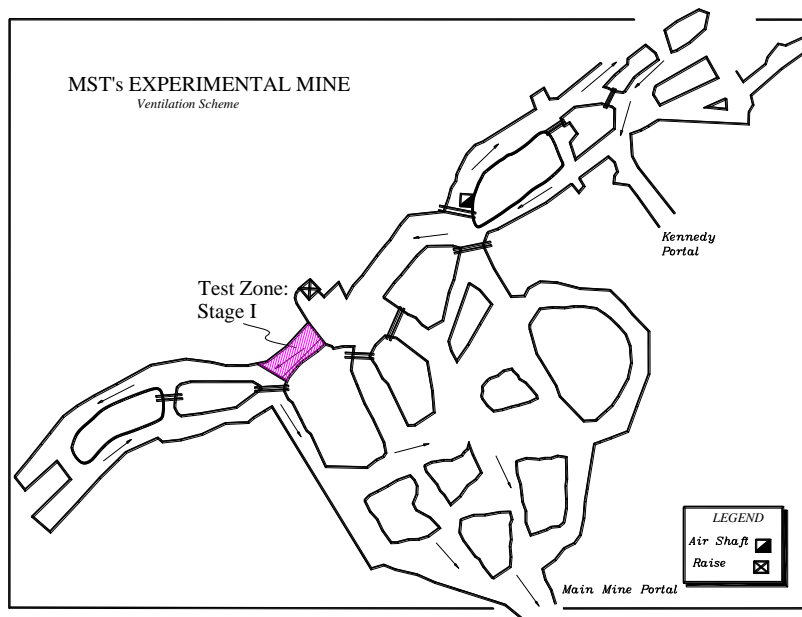 MST's EXPERIMENTAL MINE
Ventilation Scheme
Kennedy
Portal
Test Zone:
Stage I
LEGEND
Air Shaft
Raise
Main Mine Portal